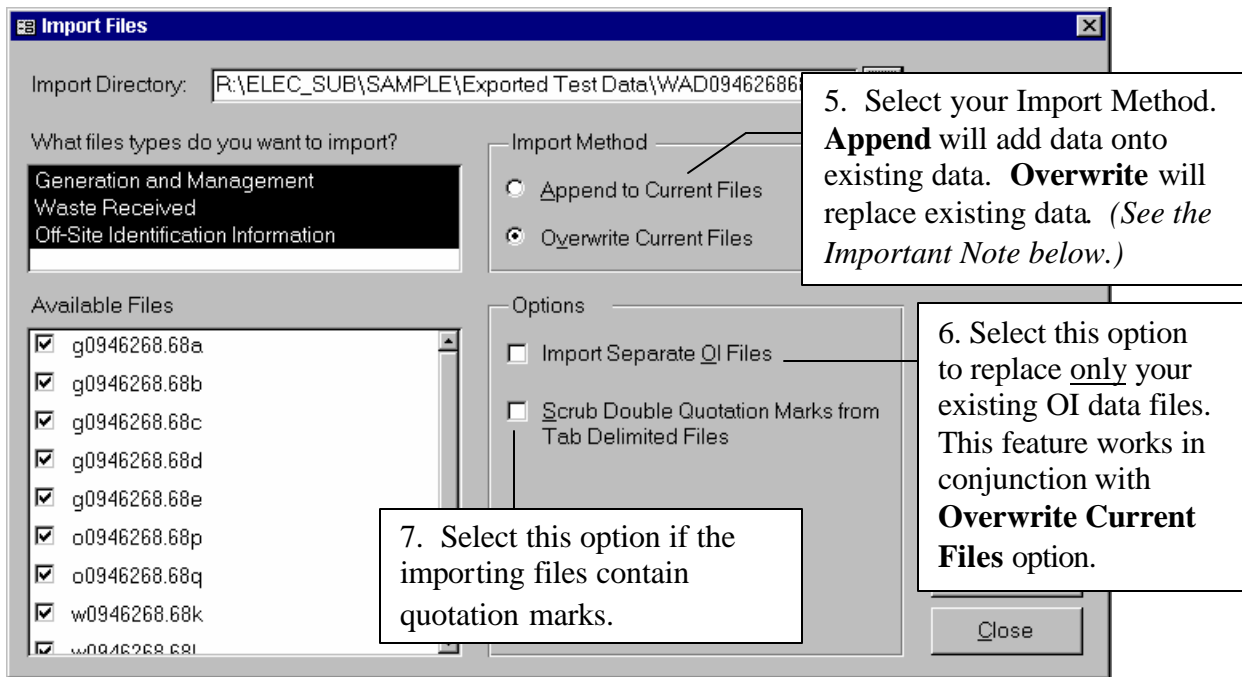 Import Files
Import Directory: R:\ELEC_SUB\SAMPLE\Exported Test Data\WAD09462686
What files types do you want to import?
Generation and Management
Waste Received
Off-Site Identification Information
Import Method
Append to Current Files
Overwrite Current Files
5. Select your Import Method.
Append will add data onto
existing data. Overwrite will
replace existing data. (See the
Important Note below.)
Available Files
g0946268.68a
g0946268.68b
g0946268.68c
g0946268.68d
g0946268.68e
o0946268.68p
o0946268.68q
w0946268.68k
w0946268.68l
Options
Import Separate OI Files
Scrub Double Quotation Marks from
Tab Delimited Files
6. Select this option
to replace only your
existing OI data files.
This feature works in
conjunction with
Overwrite Current
Files option.
7. Select this option if the
importing files contain
quotation marks.
Close